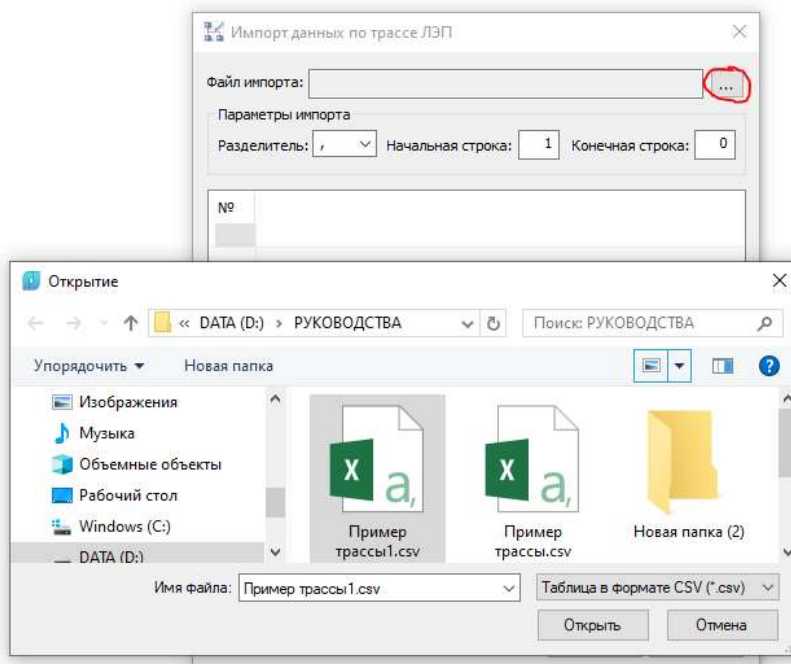 Импорт данных по трассе ЛЭП
Файл импорта: ...
Параметры импорта
Разделитель: , Начальная строка: 1 Конечная строка: 0
№
Открытие
« DATA (D:) › РУКОВОДСТВА Поиск: РУКОВОДСТВА
Упорядочить Новая папка
Изображения
Музыка
Объемные объекты
Рабочий стол
Windows (C:)
DATA (D:)
X a,
Пример
трассы1.csv
X a,
Пример
трассы.csv
Новая папка (2)
Имя файла: Пример трассы1.csv Таблица в формате CSV (*.csv)
Открыть Отмена